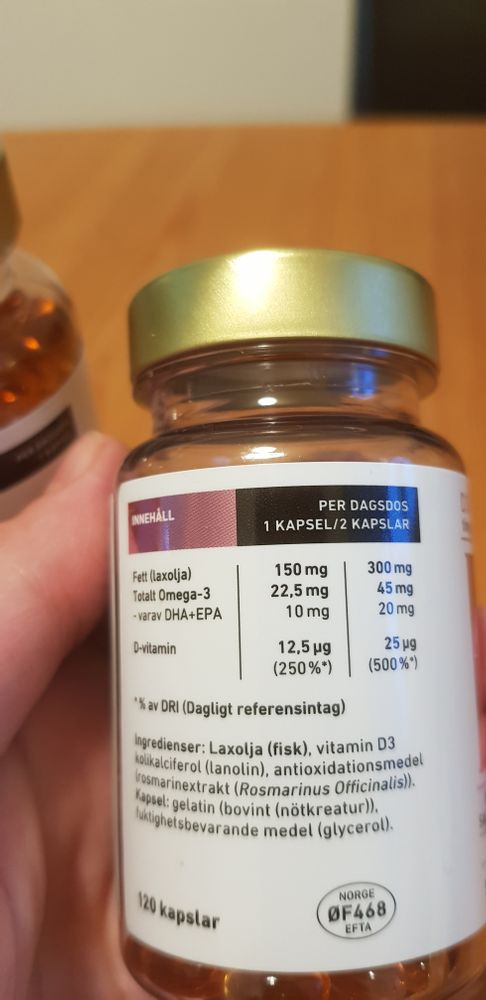 INNEHÅLL
PER DAGSDOS
1 KAPSEL/2 KAPSLAR
Fett (laxolja) 150 mg 300 mg
Totalt Omega-3 22,5 mg 45 mg
- varav DHA+EPA 10 mg 20 mg
D-vitamin 12,5 µg 25 µg
(250%*) (500%*)
*% av DRI (Dagligt referensintag)
Ingredienser: Laxolja (fisk), vitamin D3
kolikalciferol (lanolin), antioxidationsmedel
(rosmarinextrakt (Rosmarinus Officinalis)).
Kapsel: gelatin (bovint (nötkreatur)),
fuktighetsbevarande medel (glycerol).
120 kapslar
NORGE
ØF468
EFTA
PER DAGSDOS